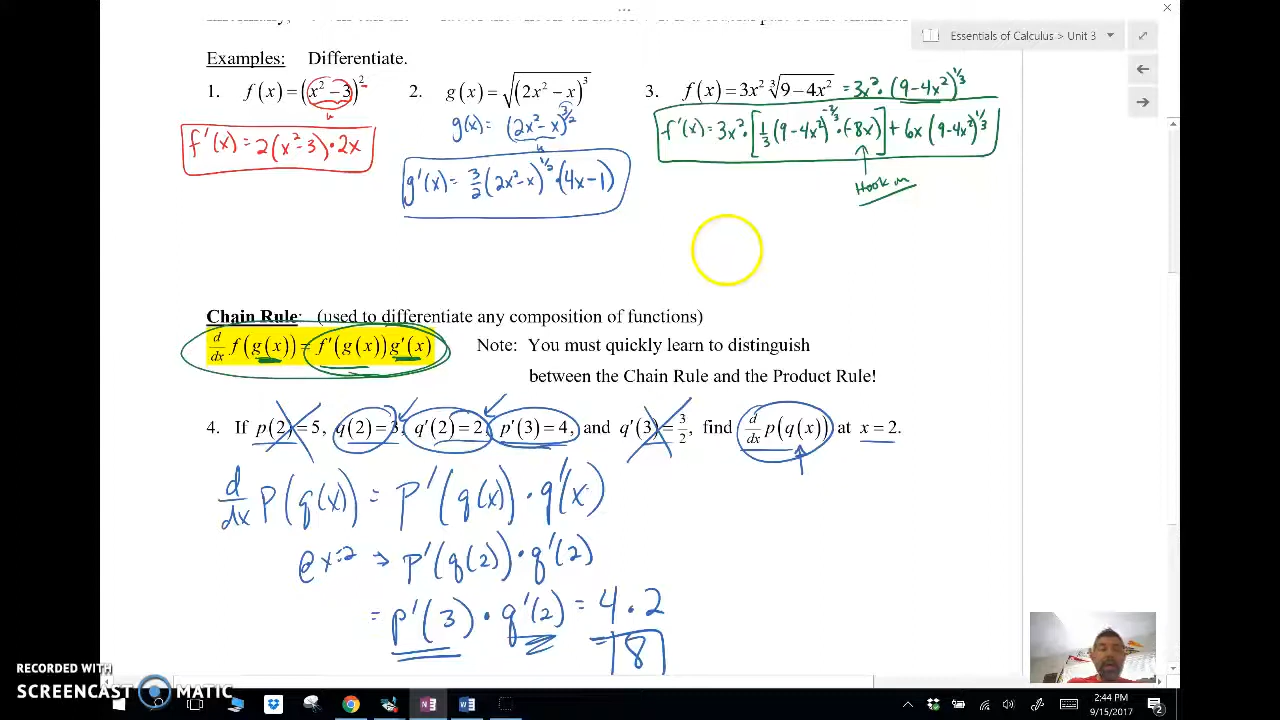 Essentials of Calculus > Unit 3
Examples: Differentiate.
1. f(x) = (x² − 3)²
2. g(x) = √((2x² − x)³)
3. f(x) = 3x² ∛(9 − 4x²) = 3x² · (9 − 4x²)^(1/3)
u
g(x) = (2x² − x)^(3/2)
u
f'(x) = 2(x² − 3) · 2x
g'(x) = 3/2 (2x² − x)^(1/2) · (4x − 1)
f'(x) = 3x² · [1/3 (9 − 4x²)^(−2/3) · (−8x)] + 6x (9 − 4x²)^(1/3)
Hook on
Chain Rule: (used to differentiate any composition of functions)
d/dx f(g(x)) = f'(g(x))g'(x)
Note: You must quickly learn to distinguish
between the Chain Rule and the Product Rule!
4. If p(2) = 5, q(2) = 3, q'(2) = 2, p'(3) = 4, and q'(3) = 3/2, find d/dx p(q(x)) at x = 2.
d/dx P(q(x)) = P'(q(x)) · q'(x)
@ x=2 → P'(q(2)) · q'(2)
= P'(3) · q'(2) = 4 · 2
8
RECORDED WITH
SCREENCAST MATIC
2:44 PM
9/15/2017
2